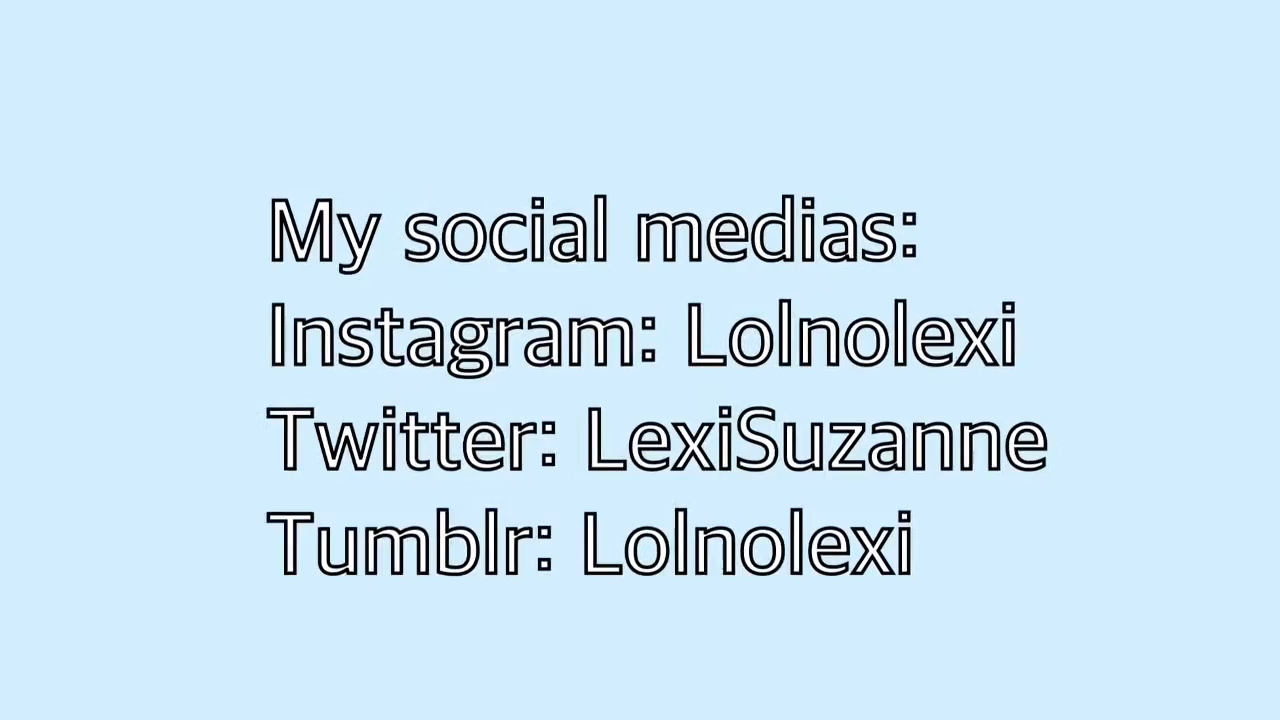 My social medias:
Instagram: Lolnolexi
Twitter: LexiSuzanne
Tumblr: Lolnolexi